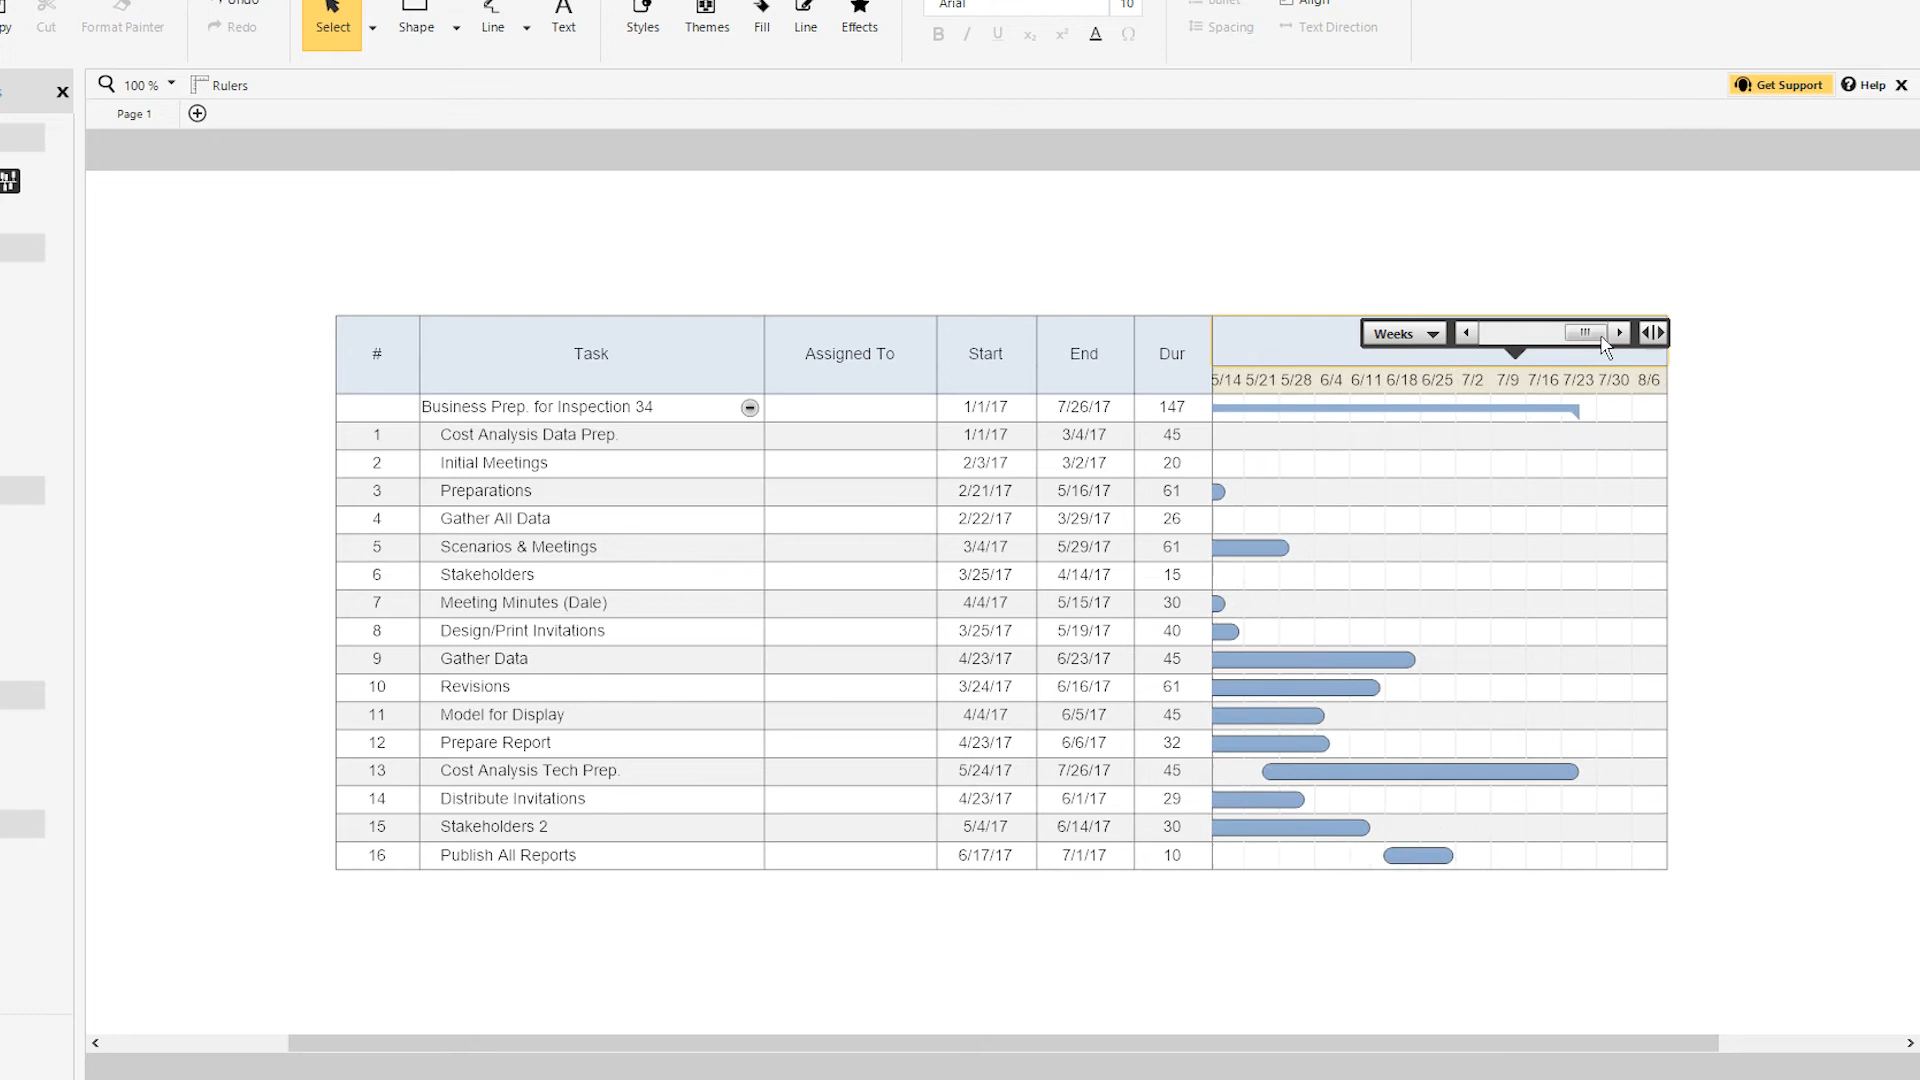 Undo
Arial 10
Align
py Cut Format Painter Redo Select Shape Line Text Styles Themes Fill Line Effects B I U x₂ x² A Ω Spacing Text Direction
100 % Rulers Get Support Help X
Page 1
# Task Assigned To Start End Dur Weeks
5/14 5/21 5/28 6/4 6/11 6/18 6/25 7/2 7/9 7/16 7/23 7/30 8/6
Business Prep. for Inspection 34 1/1/17 7/26/17 147
1 Cost Analysis Data Prep. 1/1/17 3/4/17 45
2 Initial Meetings 2/3/17 3/2/17 20
3 Preparations 2/21/17 5/16/17 61
4 Gather All Data 2/22/17 3/29/17 26
5 Scenarios & Meetings 3/4/17 5/29/17 61
6 Stakeholders 3/25/17 4/14/17 15
7 Meeting Minutes (Dale) 4/4/17 5/15/17 30
8 Design/Print Invitations 3/25/17 5/19/17 40
9 Gather Data 4/23/17 6/23/17 45
10 Revisions 3/24/17 6/16/17 61
11 Model for Display 4/4/17 6/5/17 45
12 Prepare Report 4/23/17 6/6/17 32
13 Cost Analysis Tech Prep. 5/24/17 7/26/17 45
14 Distribute Invitations 4/23/17 6/1/17 29
15 Stakeholders 2 5/4/17 6/14/17 30
16 Publish All Reports 6/17/17 7/1/17 10